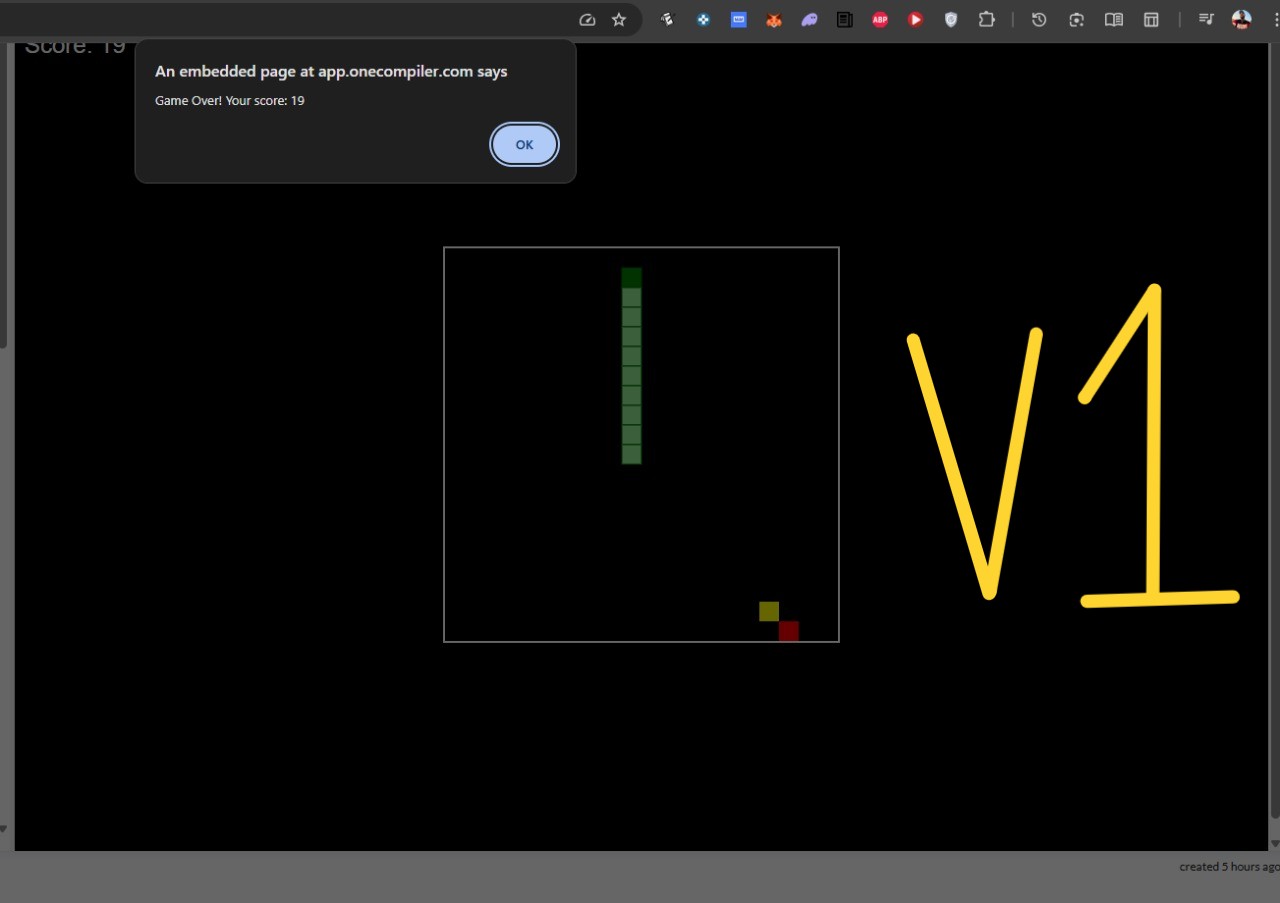 Score: 19
An embedded page at app.onecompiler.com says
Game Over! Your score: 19
OK
ABP
V1
created 5 hours ago